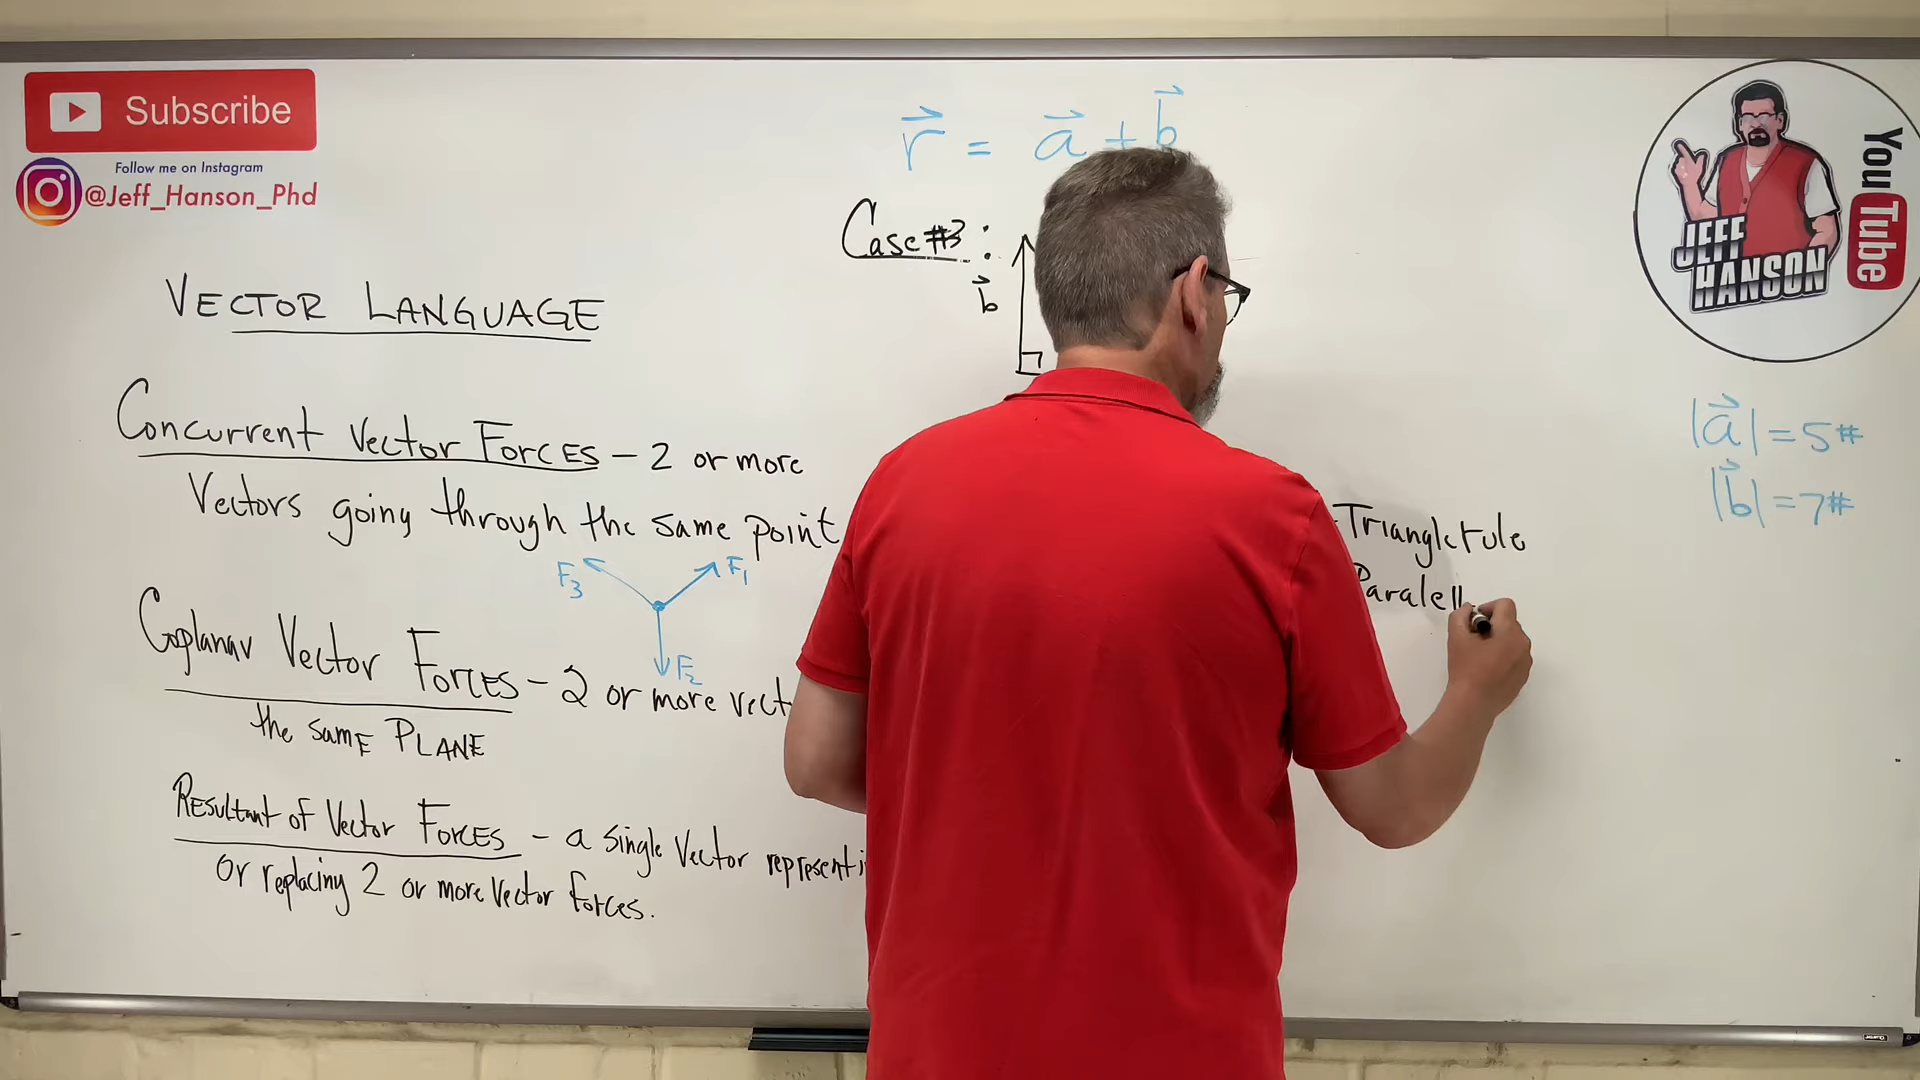 Subscribe
Follow me on Instagram
@Jeff_Hanson_Phd
VECTOR LANGUAGE
Concurrent Vector Forces – 2 or more
Vectors going through the same point
F3
F1
F2
Coplanar Vector Forces – 2 or more vect
the same PLANE
Resultant of Vector Forces – a single Vector representi
or replacing 2 or more Vector forces.
r = a + b
Case #3:
b
Triangle rule
Paralell
|a| = 5#
|b| = 7#
YouTube
JEFF
HANSON